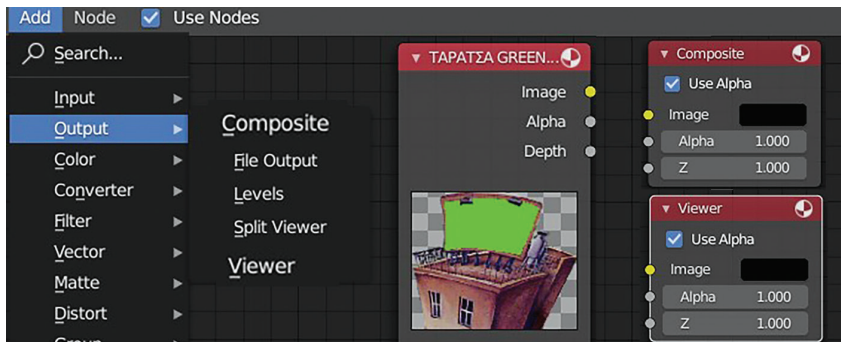 Add Node Use Nodes
Search...
Input
Output
Color
Converter
Filter
Vector
Matte
Distort
Composite
File Output
Levels
Split Viewer
Viewer
ΤΑΡΑΤΣΑ GREEN...
Image
Alpha
Depth
Composite
Use Alpha
Image
Alpha 1.000
Z 1.000
Viewer
Use Alpha
Image
Alpha 1.000
Z 1.000